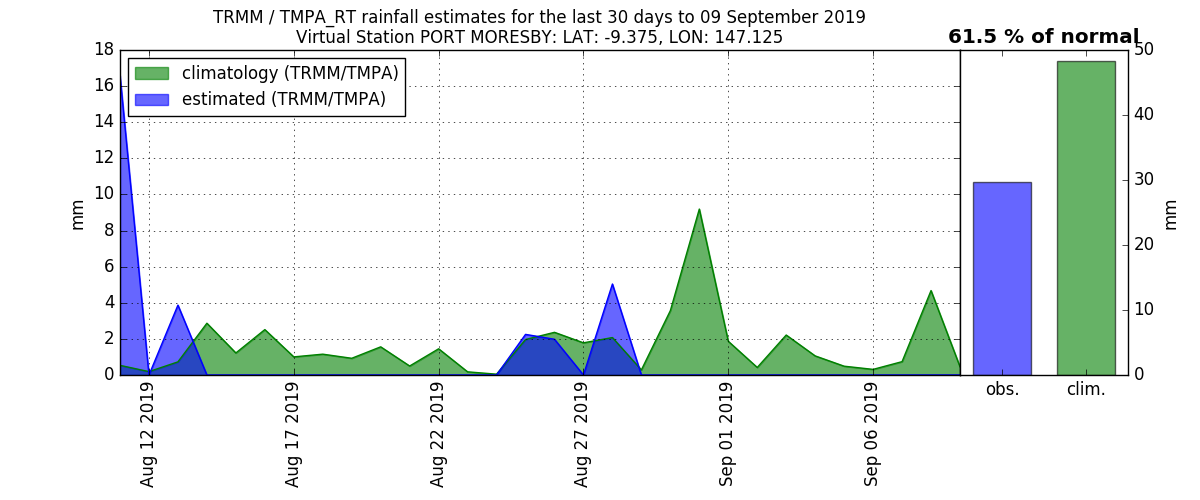 TRMM / TMPA_RT rainfall estimates for the last 30 days to 09 September 2019
Virtual Station PORT MORESBY: LAT: -9.375, LON: 147.125
61.5 % of normal
climatology (TRMM/TMPA)
estimated (TRMM/TMPA)
18
16
14
12
10
8
6
4
2
0
mm
Aug 12 2019
Aug 17 2019
Aug 22 2019
Aug 27 2019
Sep 01 2019
Sep 06 2019
50
40
30
20
10
0
mm
obs.
clim.